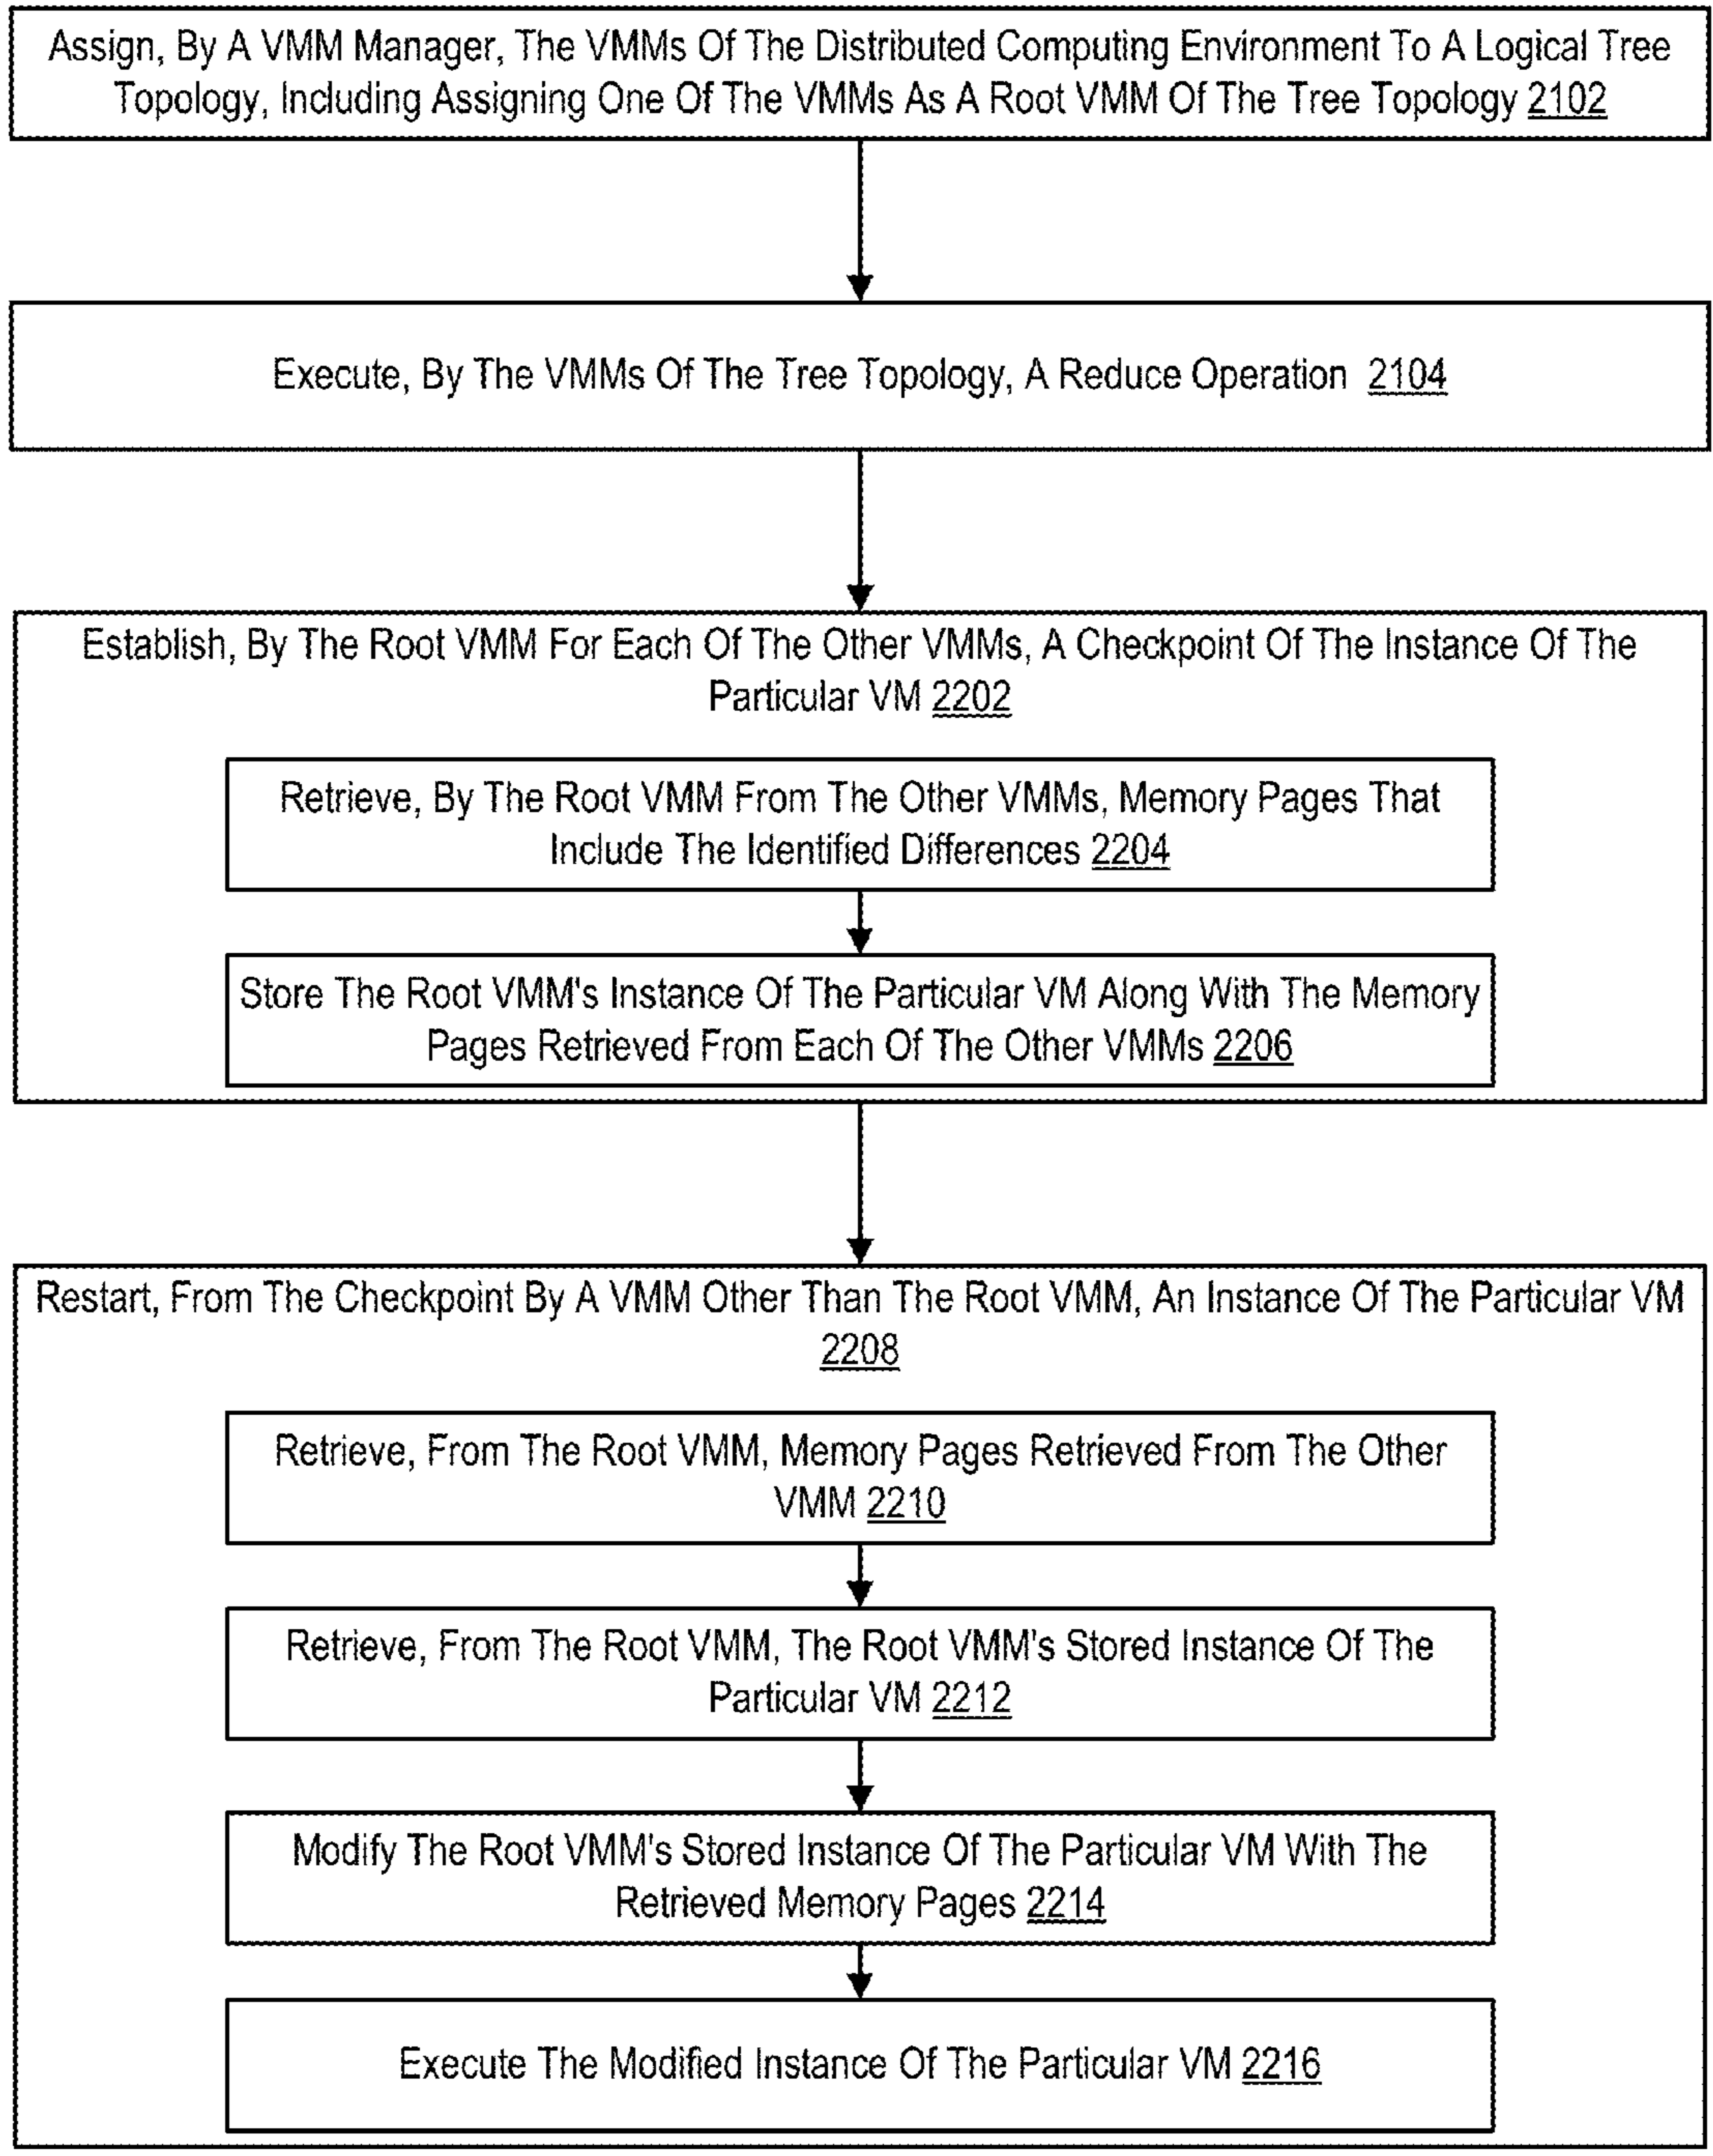 Assign, By A VMM Manager, The VMMs Of The Distributed Computing Environment To A Logical Tree
Topology, Including Assigning One Of The VMMs As A Root VMM Of The Tree Topology 2102
Execute, By The VMMs Of The Tree Topology, A Reduce Operation 2104
Establish, By The Root VMM For Each Of The Other VMMs, A Checkpoint Of The Instance Of The
Particular VM 2202
Retrieve, By The Root VMM From The Other VMMs, Memory Pages That
Include The Identified Differences 2204
Store The Root VMM's Instance Of The Particular VM Along With The Memory
Pages Retrieved From Each Of The Other VMMs 2206
Restart, From The Checkpoint By A VMM Other Than The Root VMM, An Instance Of The Particular VM
2208
Retrieve, From The Root VMM, Memory Pages Retrieved From The Other
VMM 2210
Retrieve, From The Root VMM, The Root VMM's Stored Instance Of The
Particular VM 2212
Modify The Root VMM's Stored Instance Of The Particular VM With The
Retrieved Memory Pages 2214
Execute The Modified Instance Of The Particular VM 2216